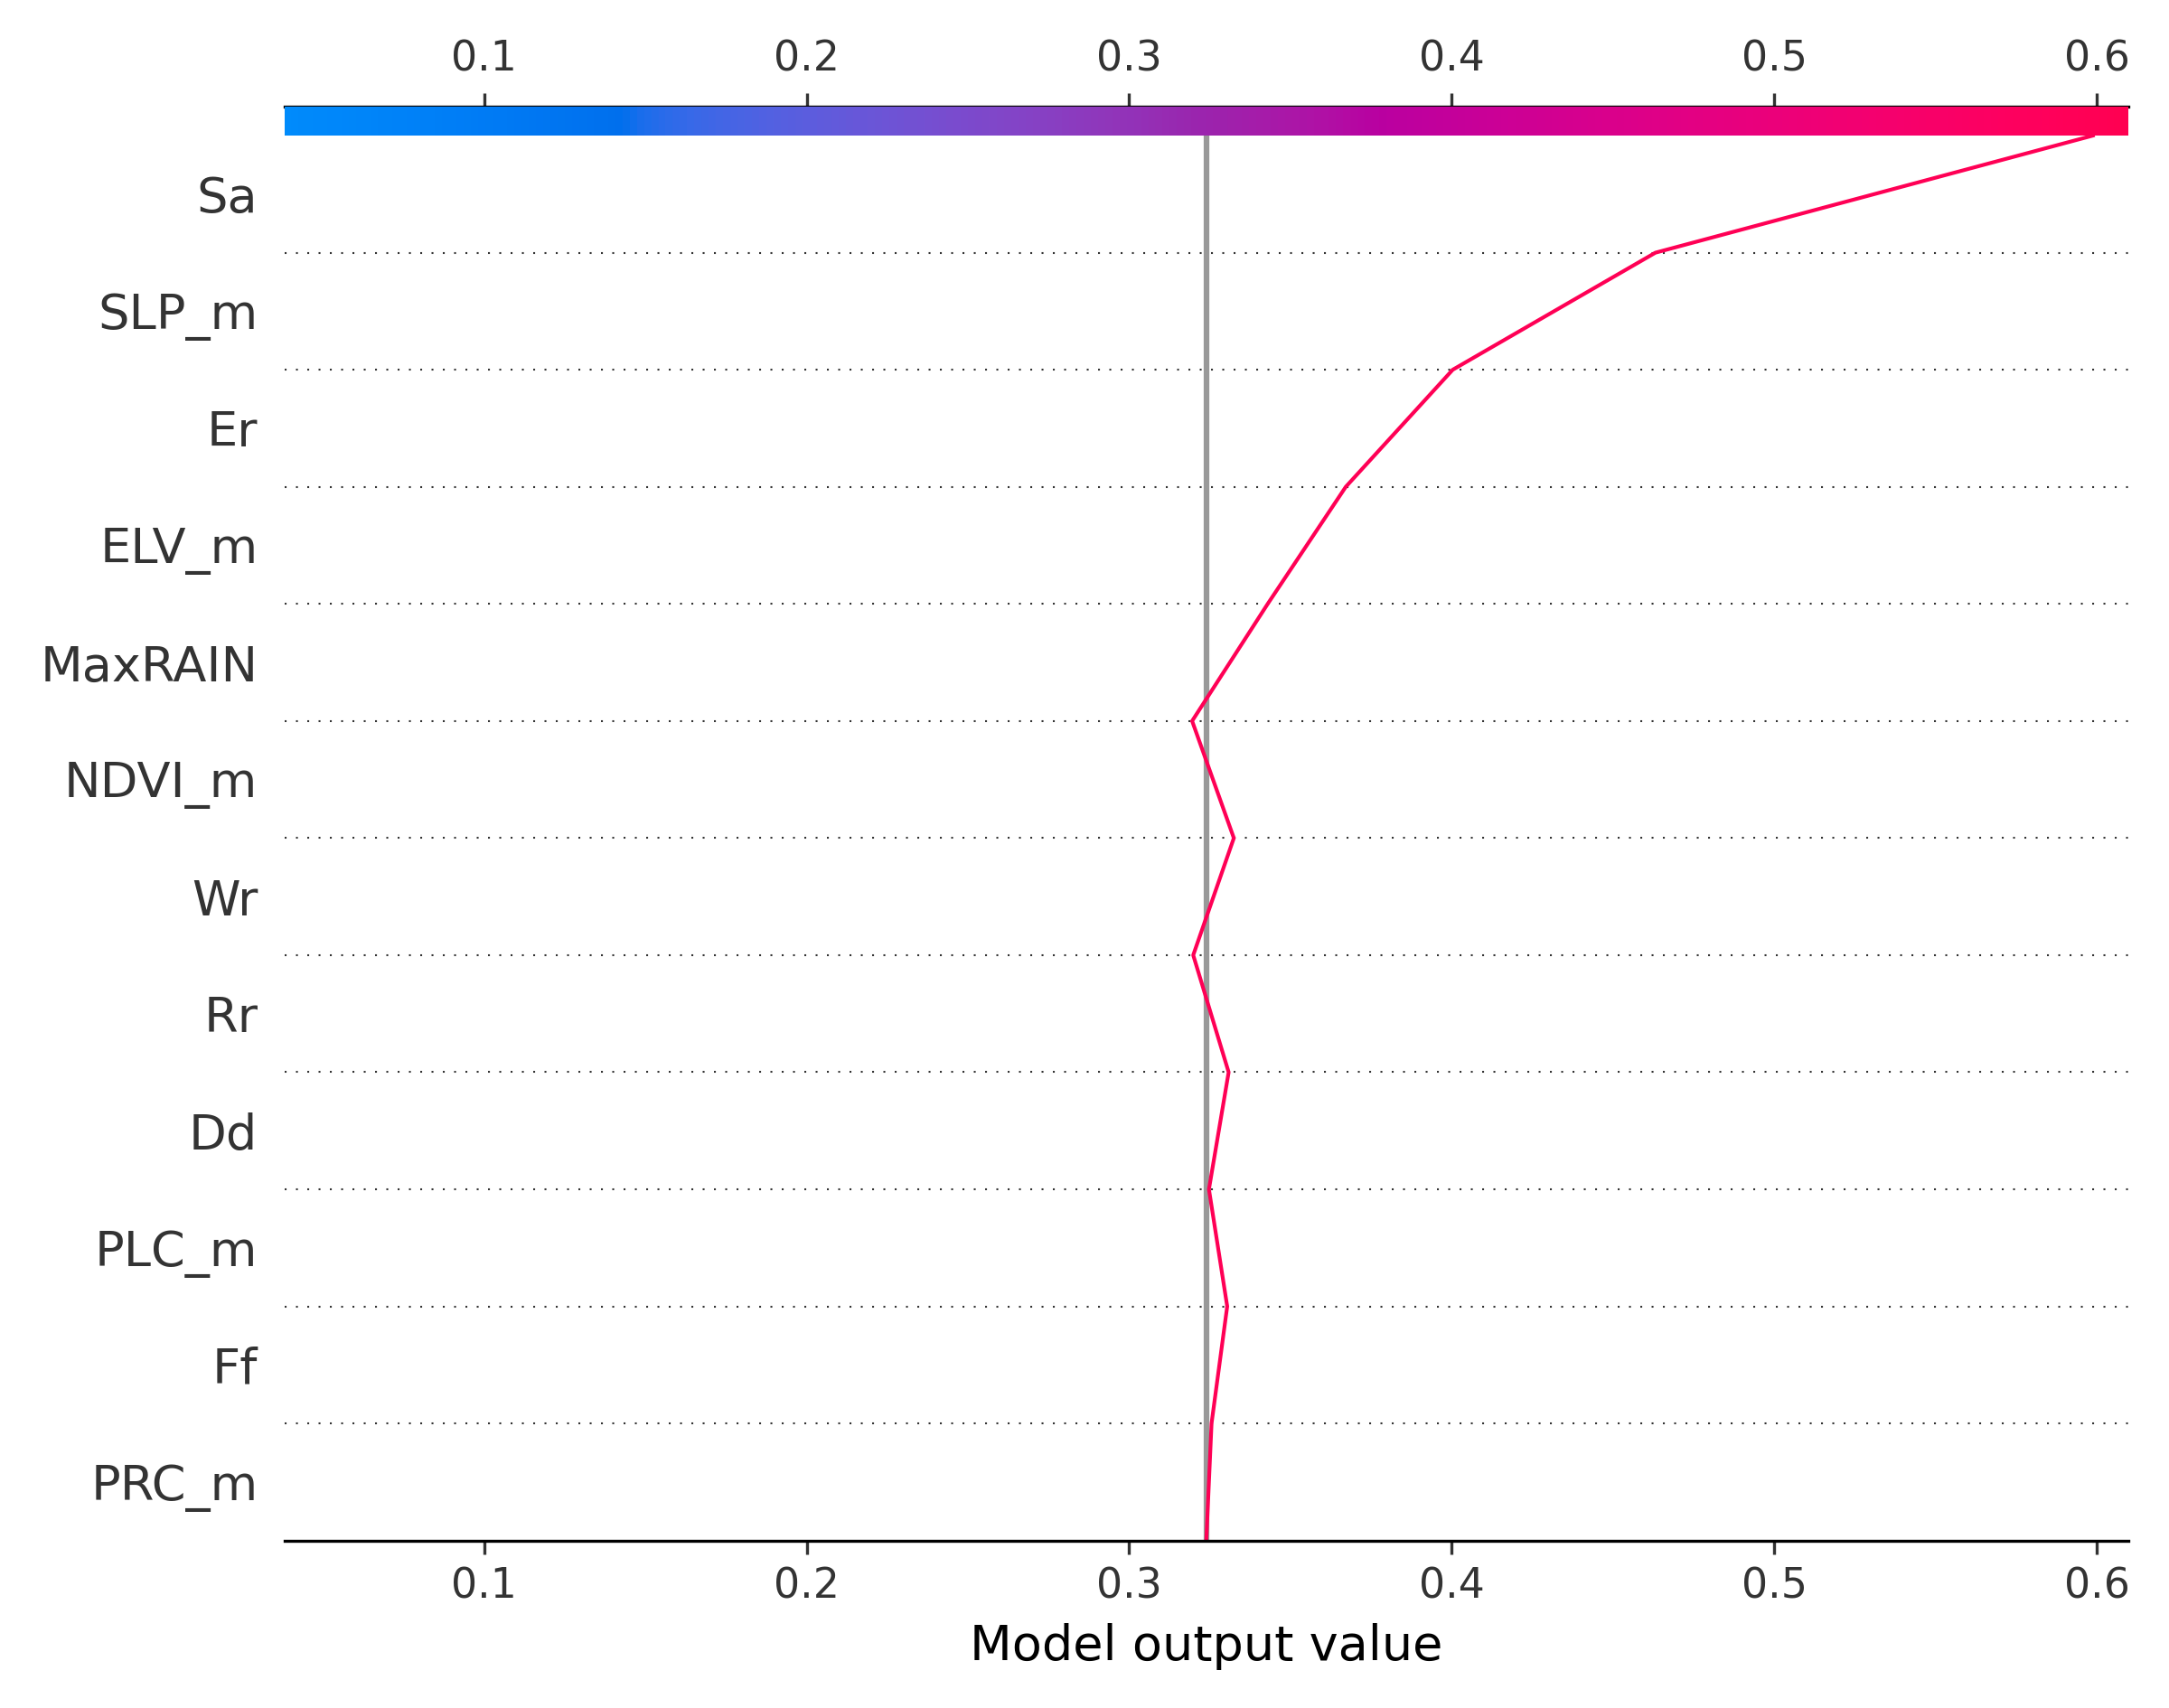 0.1 0.2 0.3 0.4 0.5 0.6
Sa
SLP_m
Er
ELV_m
MaxRAIN
NDVI_m
Wr
Rr
Dd
PLC_m
Ff
PRC_m
0.1 0.2 0.3 0.4 0.5 0.6
Model output value